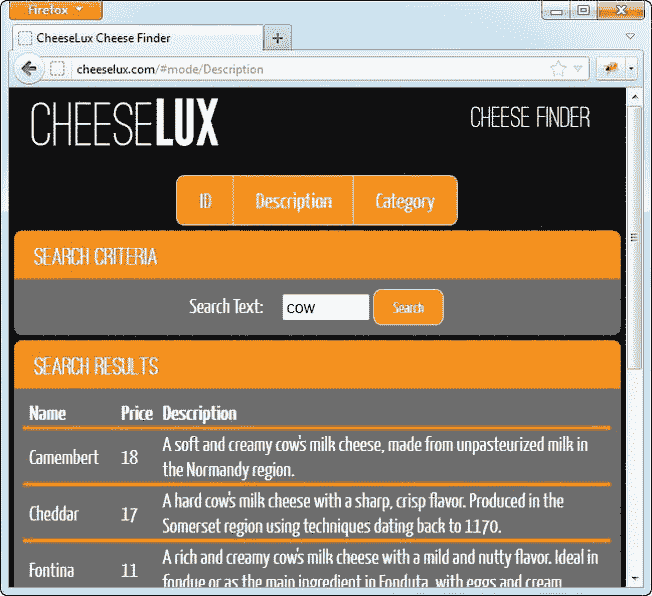 Firefox
CheeseLux Cheese Finder
cheeselux.com/#mode/Description
CHEESELUX
CHEESE FINDER
ID Description Category
SEARCH CRITERIA
Search Text: cow Search
SEARCH RESULTS
Name Price Description
Camembert 18 A soft and creamy cow's milk cheese, made from unpasteurized milk in
the Normandy region.
Cheddar 17 A hard cow's milk cheese with a sharp, crisp flavor. Produced in the
Somerset region using techniques dating back to 1170.
Fontina 11 A rich and creamy cow's milk cheese with a mild and nutty flavor. Ideal in
fondue or as the main ingredient in Fonduta, with eggs and cream